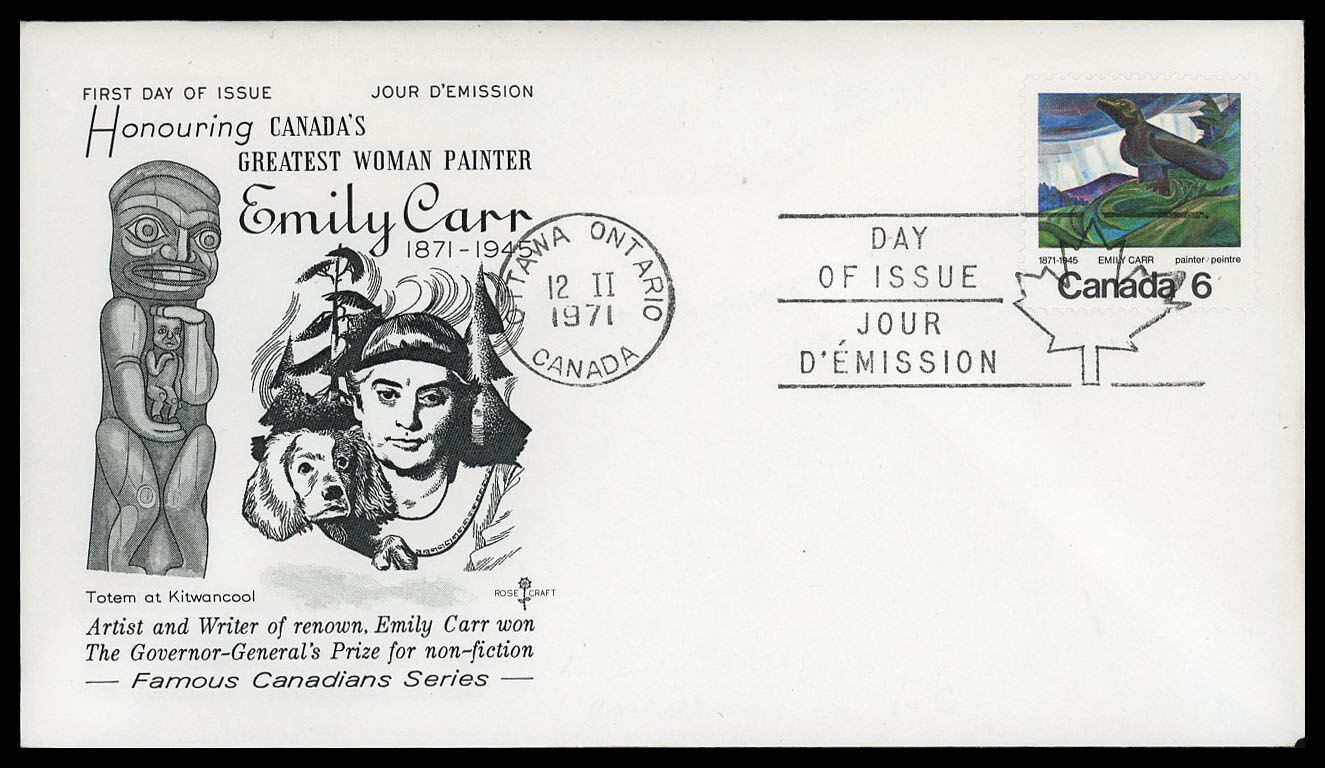 FIRST DAY OF ISSUE JOUR D'EMISSION
Honouring CANADA'S
GREATEST WOMAN PAINTER
Emily Carr
1871-1945
Totem at Kitwancool
ROSE CRAFT
Artist and Writer of renown, Emily Carr won
The Governor-General's Prize for non-fiction
— Famous Canadians Series —
OTTAWA ONTARIO
12 II
1971
CANADA
DAY
OF ISSUE
JOUR
D'ÉMISSION
1871-1945 EMILY CARR painter/peintre
Canada 6